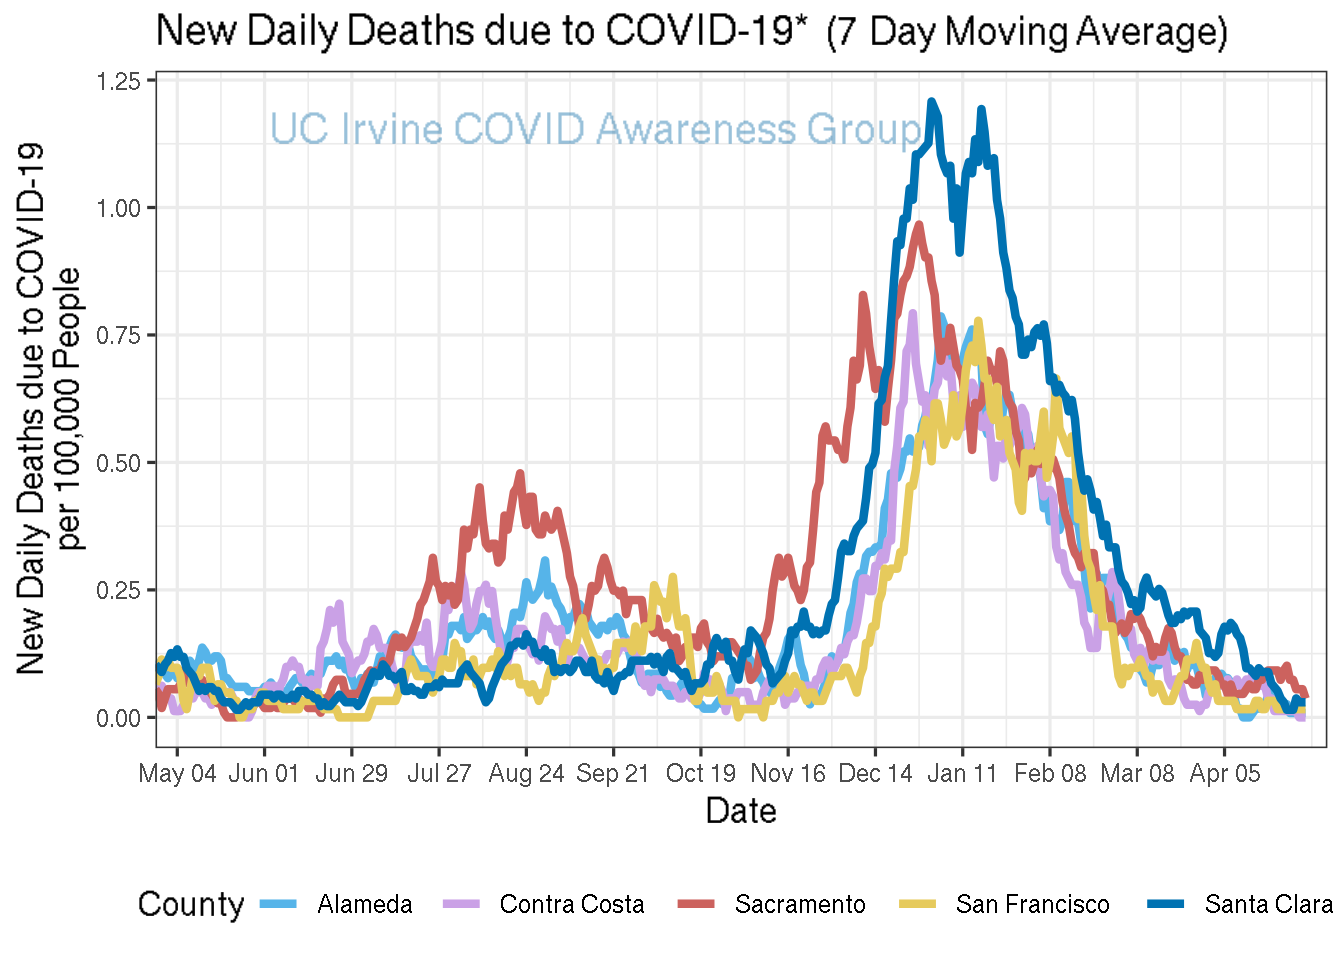 New Daily Deaths due to COVID-19* (7 Day Moving Average)
UC Irvine COVID Awareness Group
New Daily Deaths due to COVID-19
per 100,000 People
1.25
1.00
0.75
0.50
0.25
0.00
May 04 Jun 01 Jun 29 Jul 27 Aug 24 Sep 21 Oct 19 Nov 16 Dec 14 Jan 11 Feb 08 Mar 08 Apr 05
Date
County Alameda Contra Costa Sacramento San Francisco Santa Clara